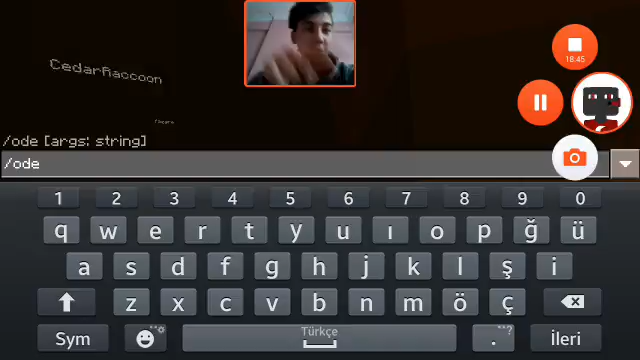 CedarRaccoon
18:45
/ode [args: string]
/ode
1 2 3 4 5 6 7 8 9 0
q w e r t y u ı o p ğ ü
a s d f g h j k l ş i
z x c v b n m ö ç
Sym Türkçe . ? İleri